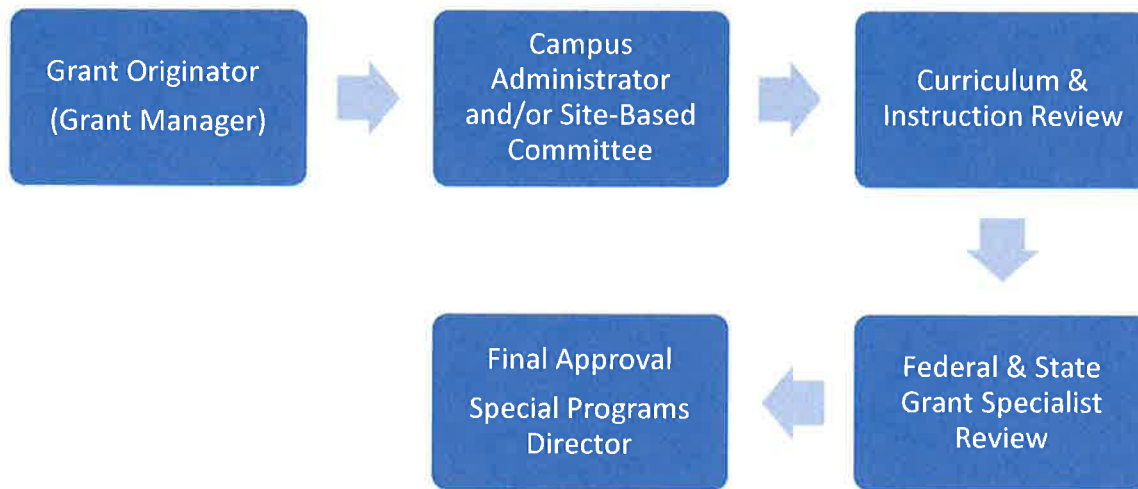 Grant Originator
(Grant Manager)
Campus
Administrator
and/or Site-Based
Committee
Curriculum &
Instruction Review
Federal & State
Grant Specialist
Review
Final Approval
Special Programs
Director